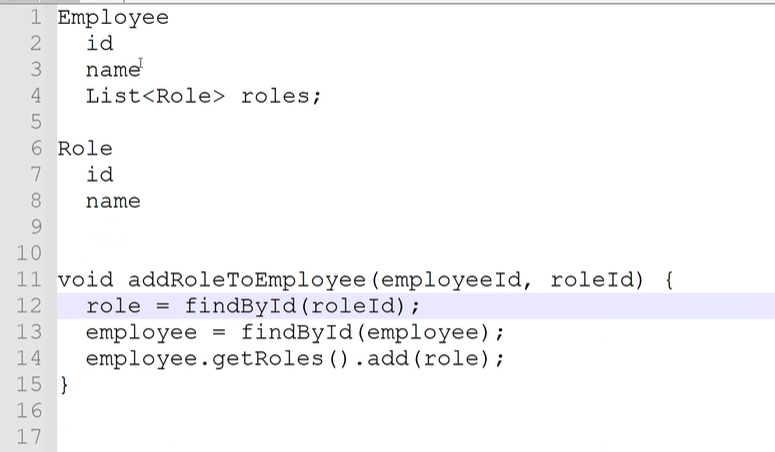 1 Employee
2 id
3 name
4 List<Role> roles;
5
6 Role
7 id
8 name
9
10
11 void addRoleToEmployee(employeeId, roleId) {
12 role = findById(roleId);
13 employee = findById(employee);
14 employee.getRoles().add(role);
15 }
16
17